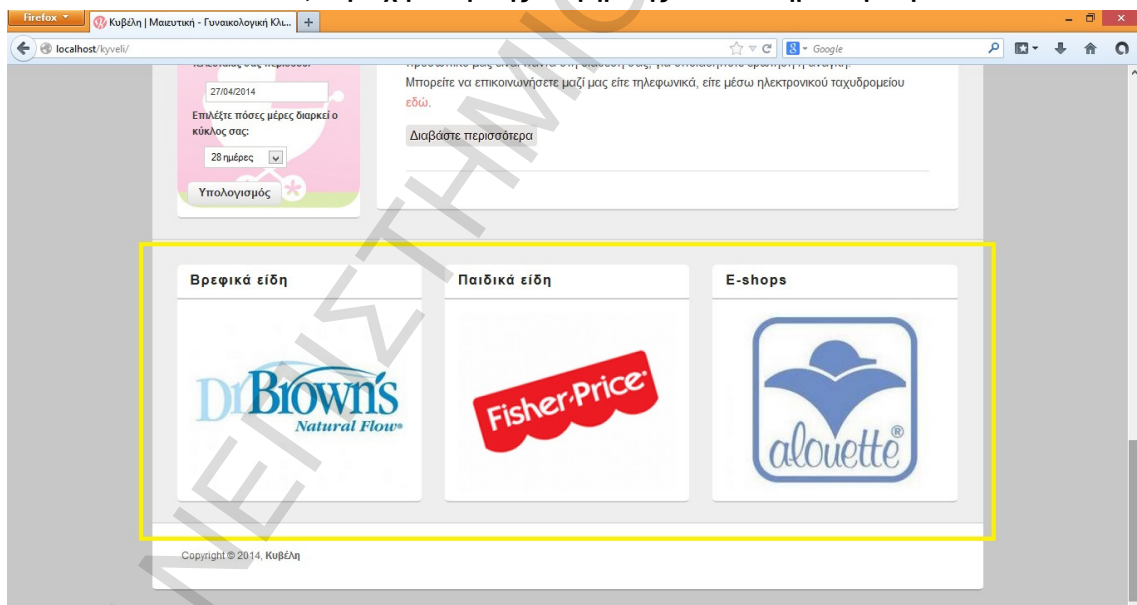 Firefox
Κυβέλη | Μαιευτική - Γυναικολογική Κλι...
localhost/kyveli/
Google
27/04/2014
Επιλέξτε πόσες μέρες διαρκεί ο
κύκλος σας:
28 ημέρες
Υπολογισμός
Μπορείτε να επικοινωνήσετε μαζί μας είτε τηλεφωνικά, είτε μέσω ηλεκτρονικού ταχυδρομείου
εδώ.
Διαβάστε περισσότερα
Βρεφικά είδη
Παιδικά είδη
E-shops
Dr Brown's
Natural Flow®
Fisher-Price
alouette®
Copyright © 2014, Κυβέλη